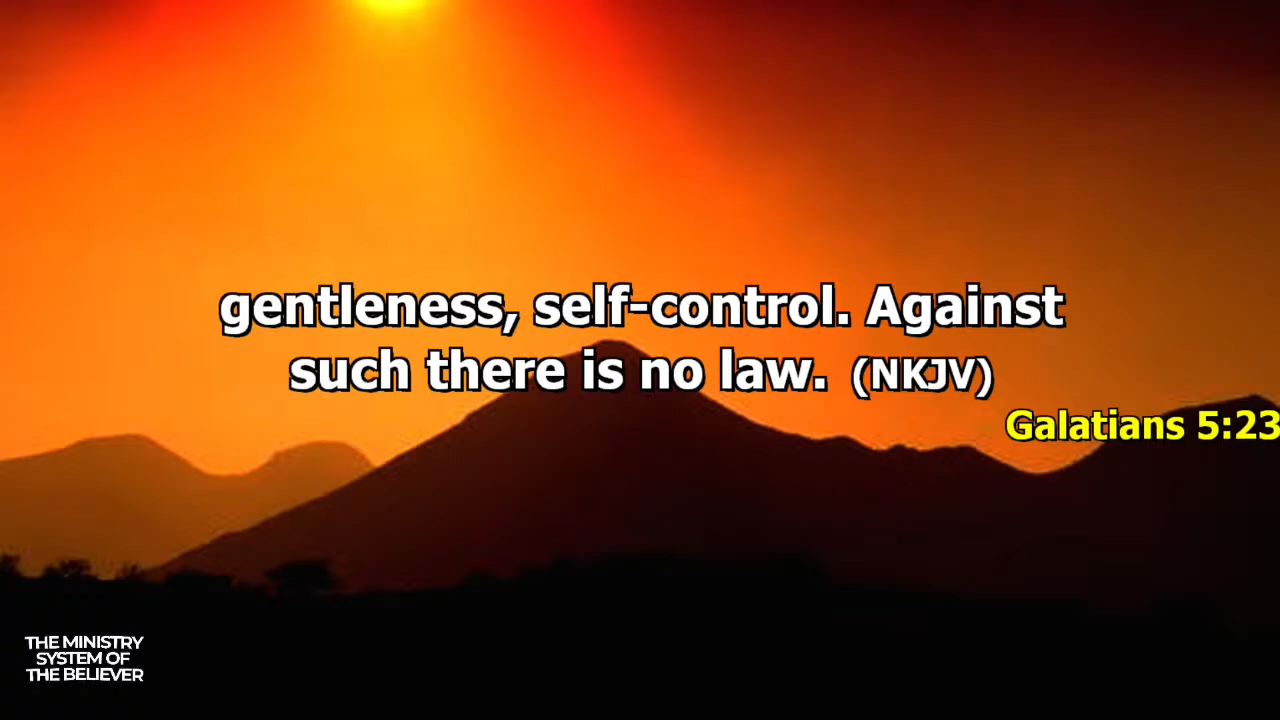 gentleness, self-control. Against
such there is no law. (NKJV)
Galatians 5:23
THE MINISTRY
SYSTEM OF
THE BELIEVER